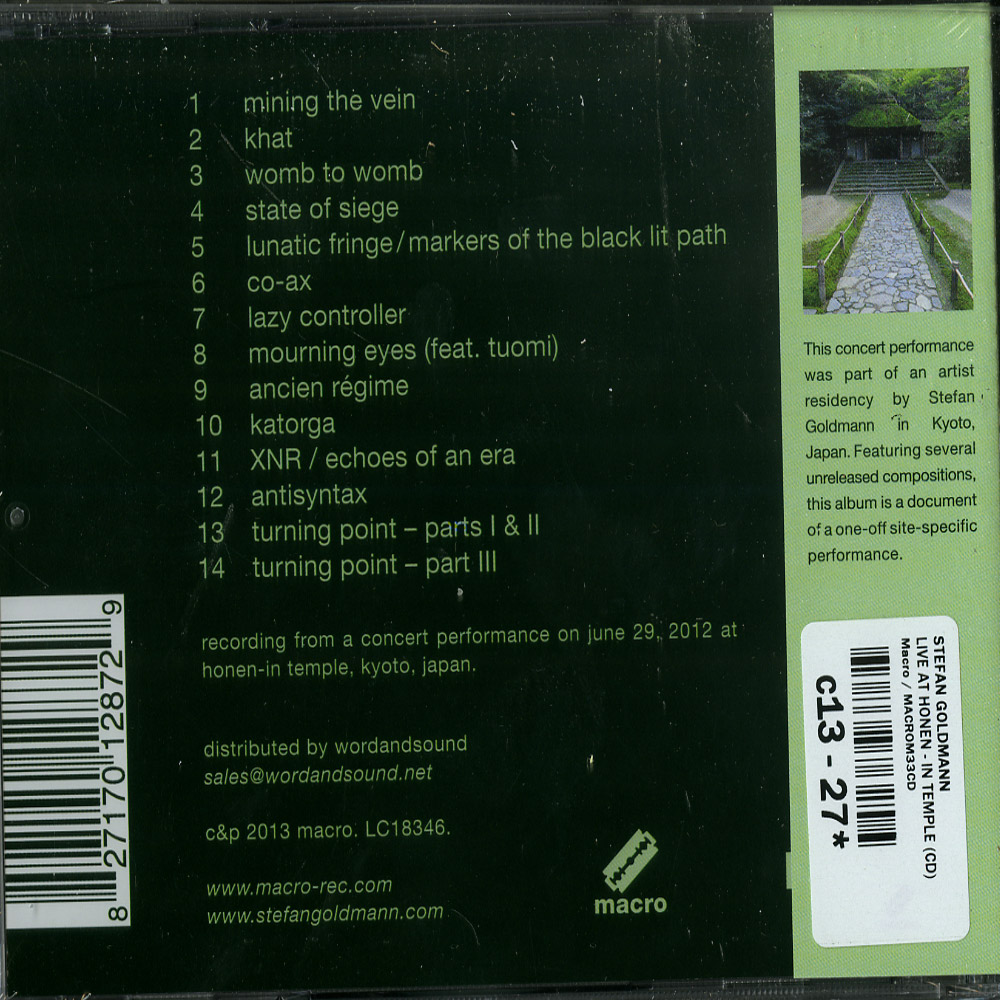 1 mining the vein
2 khat
3 womb to womb
4 state of siege
5 lunatic fringe/markers of the black lit path
6 co-ax
7 lazy controller
8 mourning eyes (feat. tuomi)
9 ancien régime
10 katorga
11 XNR / echoes of an era
12 antisyntax
13 turning point – parts I & II
14 turning point – part III
recording from a concert performance on june 29, 2012 at
honen-in temple, kyoto, japan.
distributed by wordandsound
sales@wordandsound.net
c&p 2013 macro. LC18346.
www.macro-rec.com
www.stefangoldmann.com
macro
8 27170 12872 9
This concert performance
was part of an artist
residency by Stefan
Goldmann in Kyoto,
Japan. Featuring several
unreleased compositions,
this album is a document
of a one-off site-specific
performance.
STEFAN GOLDMANN
LIVE AT HONEN - IN TEMPLE (CD)
Macro / MACROM33CD
c13 - 27*